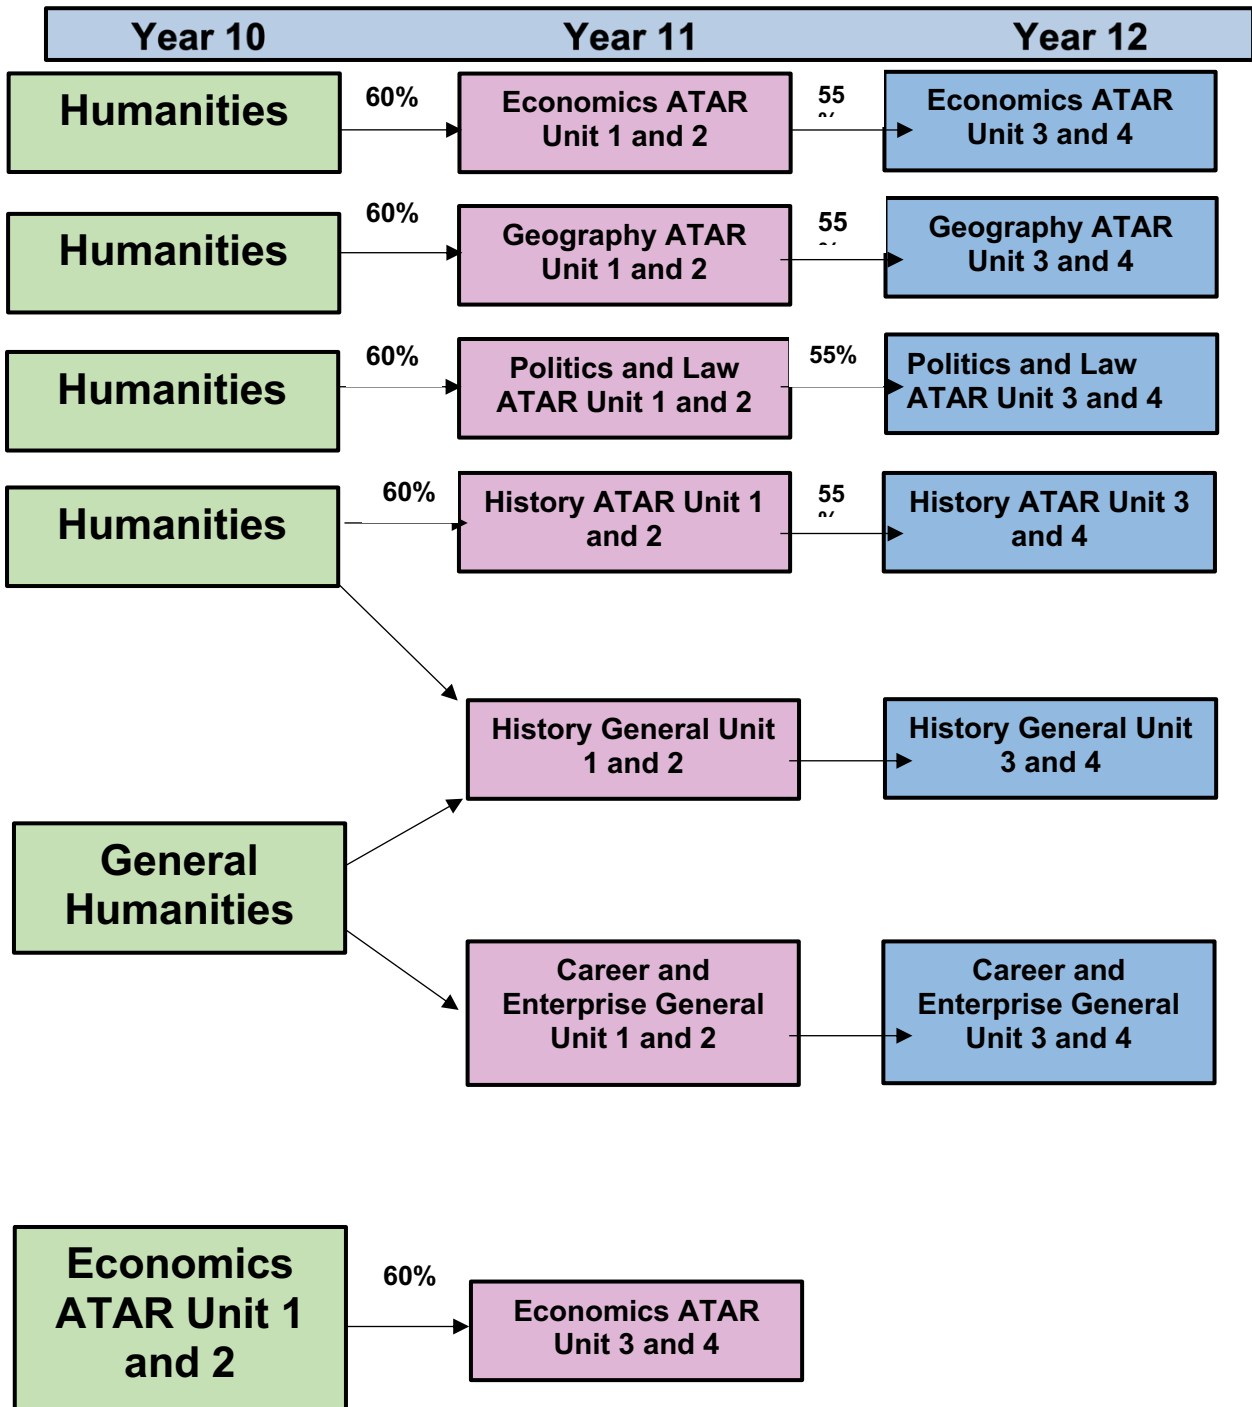 Year 10 Year 11 Year 12
Humanities
60%
Economics ATAR
Unit 1 and 2
55
%
Economics ATAR
Unit 3 and 4
Humanities
60%
Geography ATAR
Unit 1 and 2
55
%
Geography ATAR
Unit 3 and 4
Humanities
60%
Politics and Law
ATAR Unit 1 and 2
55%
Politics and Law
ATAR Unit 3 and 4
Humanities
60%
History ATAR Unit 1
and 2
55
%
History ATAR Unit 3
and 4
History General Unit
1 and 2
History General Unit
3 and 4
General
Humanities
Career and
Enterprise General
Unit 1 and 2
Career and
Enterprise General
Unit 3 and 4
Economics
ATAR Unit 1
and 2
60%
Economics ATAR
Unit 3 and 4